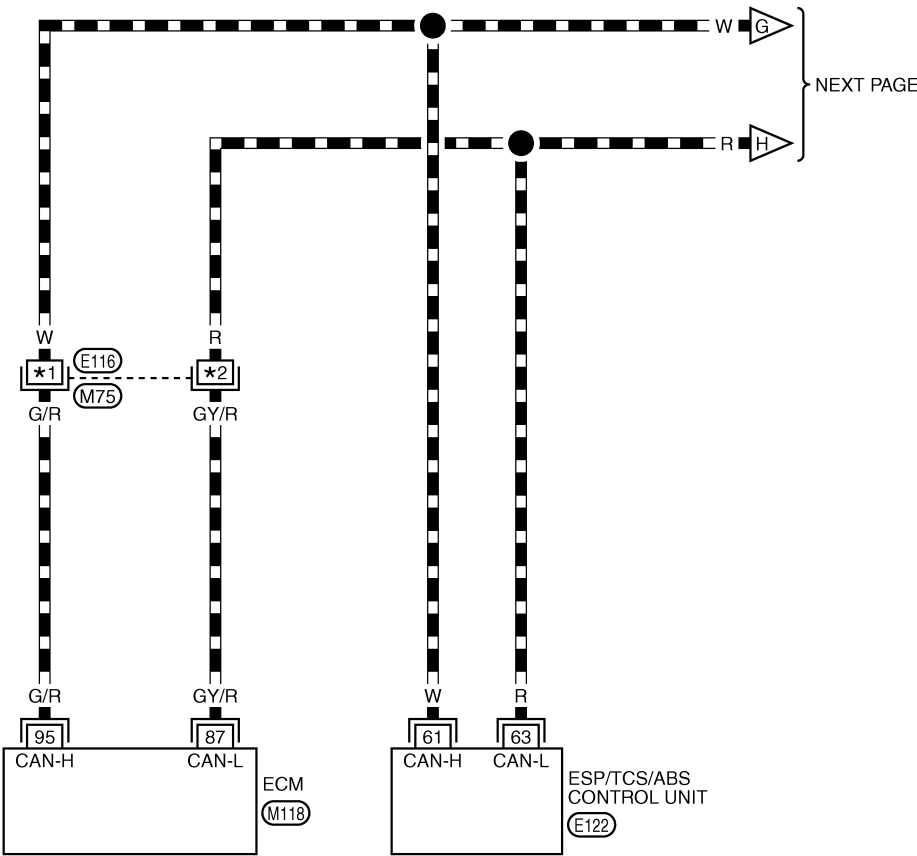 W G
NEXT PAGE
R H
W R
*1 E116 *2
M75
G/R GY/R
G/R GY/R W R
95 87 61 63
CAN-H CAN-L CAN-H CAN-L
ECM
M118
ESP/TCS/ABS
CONTROL UNIT
E122